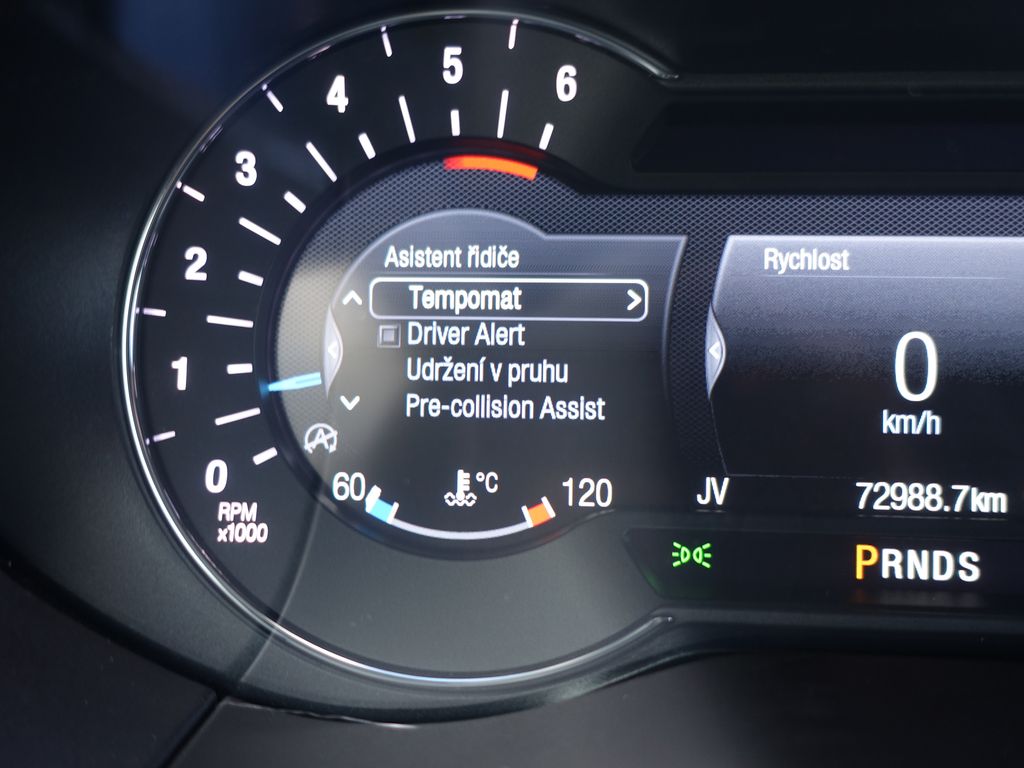 6
5
4
3
2
1
0
RPM
x1000
Asistent řidiče
Tempomat
Driver Alert
Udržení v pruhu
Pre-collision Assist
60 °C 120
Rychlost
0
km/h
JV 72988.7km
PRNDS